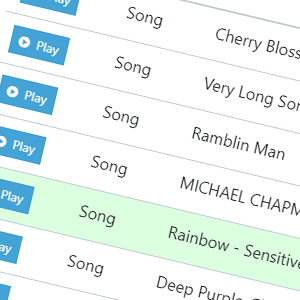 Play Song Cherry Bloss
Play Song Very Long Son
Play Song Ramblin Man
Play Song MICHAEL CHAPM
Play Song Rainbow - Sensitive
Play Song Deep Purple